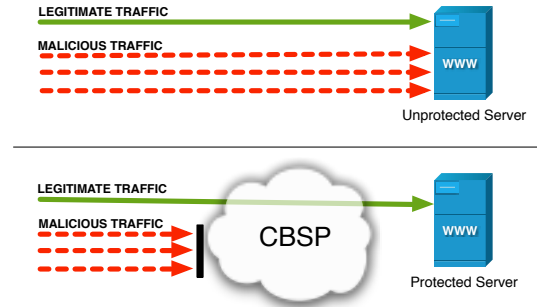 LEGITIMATE TRAFFIC
MALICIOUS TRAFFIC
WWW
Unprotected Server
LEGITIMATE TRAFFIC
MALICIOUS TRAFFIC
CBSP
WWW
Protected Server